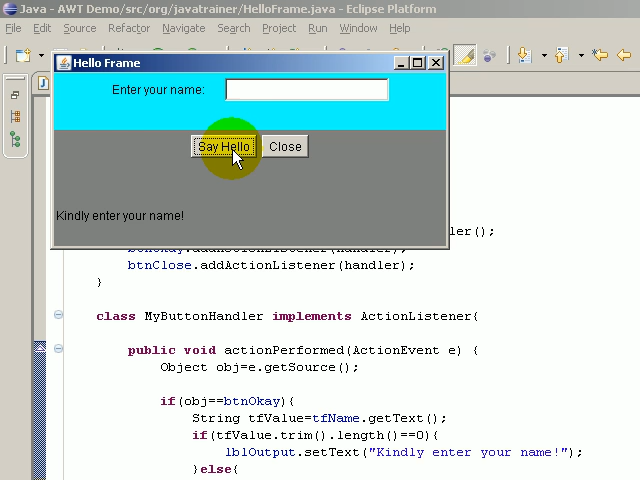 Java - AWT Demo/src/org/javatrainer/HelloFrame.java - Eclipse Platform
File Edit Source Refactor Navigate Search Project Run Window Help
Hello Frame
Enter your name:
Say Hello Close
Kindly enter your name!
ler();
btnClose.addActionListener(handler);
}
class MyButtonHandler implements ActionListener{
public void actionPerformed(ActionEvent e) {
Object obj=e.getSource();
if(obj==btnOkay){
String tfValue=tfName.getText();
if(tfValue.trim().length()==0){
lblOutput.setText("Kindly enter your name!");
}else{